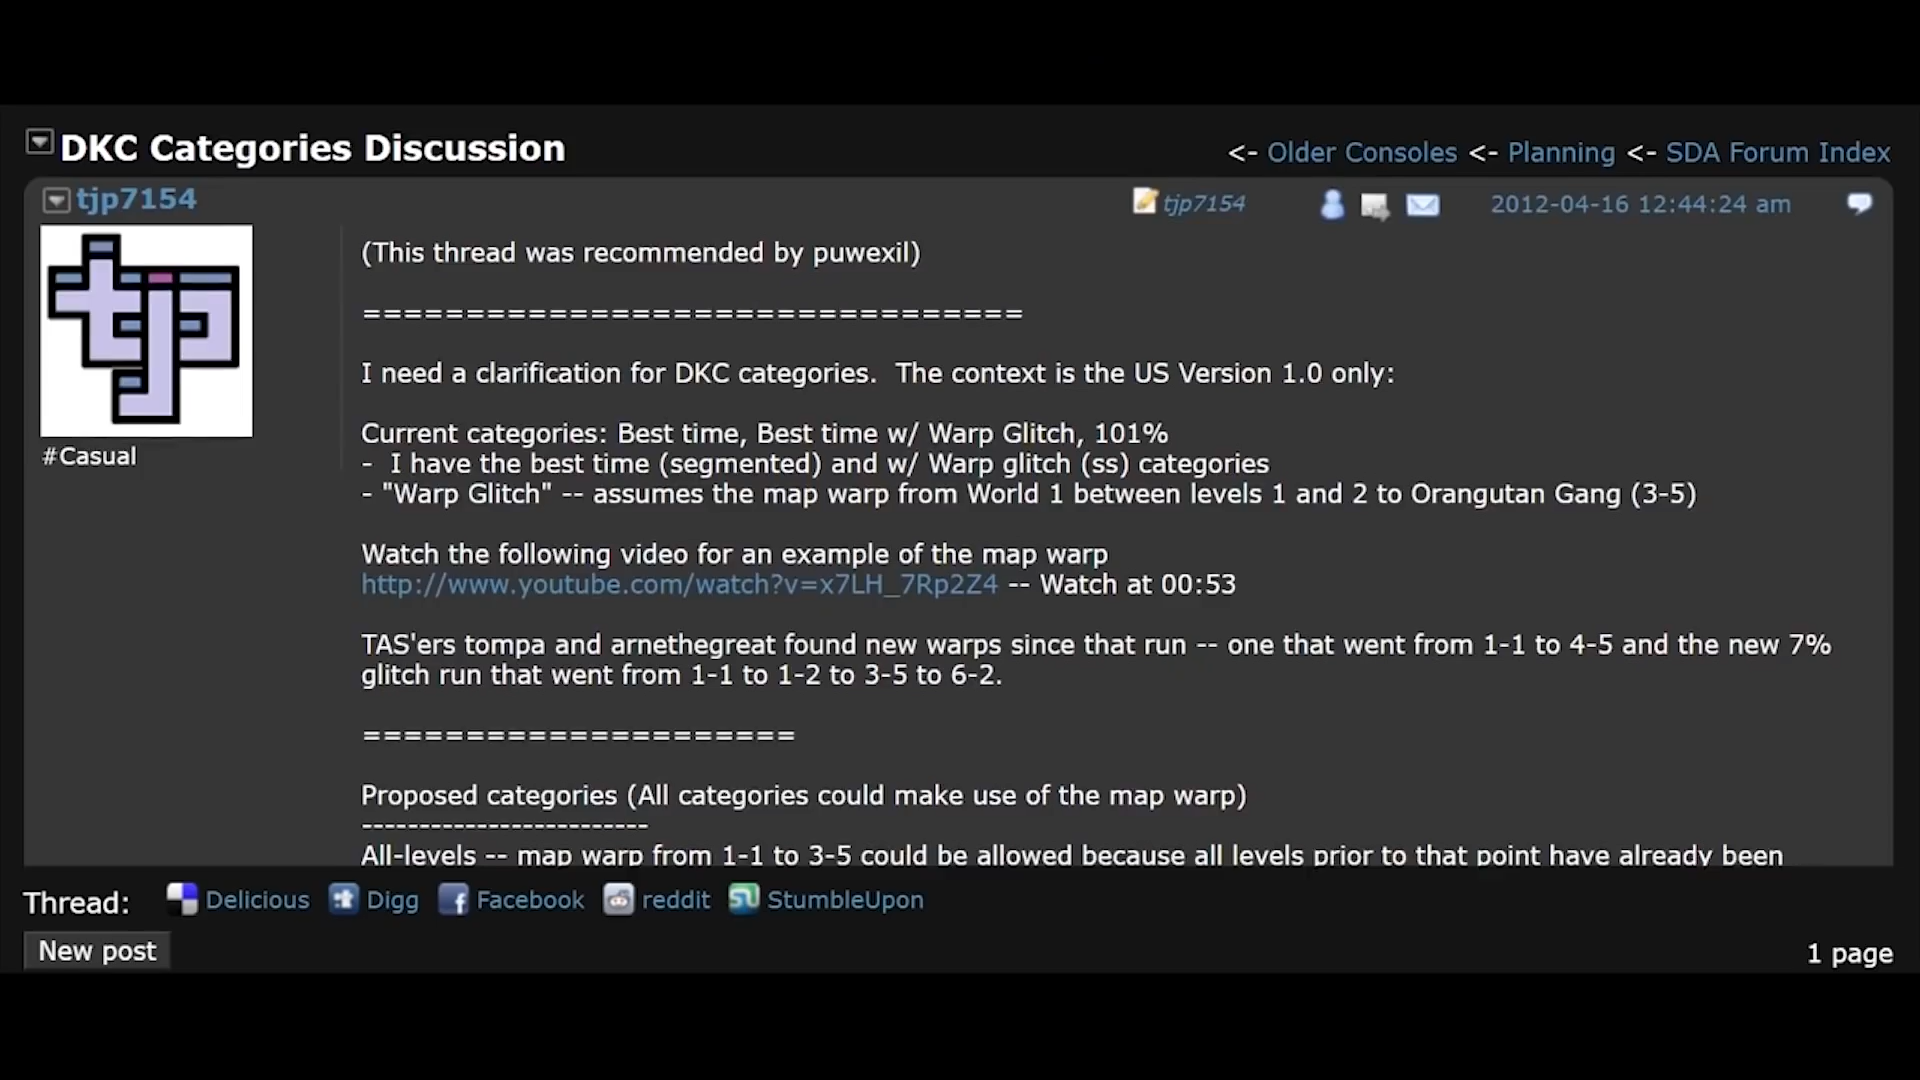 DKC Categories Discussion
<- Older Consoles <- Planning <- SDA Forum Index
tjp7154
tjp7154
2012-04-16 12:44:24 am
tjp
#Casual
(This thread was recommended by puwexil)
================================
I need a clarification for DKC categories.  The context is the US Version 1.0 only:
Current categories: Best time, Best time w/ Warp Glitch, 101%
-  I have the best time (segmented) and w/ Warp glitch (ss) categories
- "Warp Glitch" -- assumes the map warp from World 1 between levels 1 and 2 to Orangutan Gang (3-5)
Watch the following video for an example of the map warp
http://www.youtube.com/watch?v=x7LH_7Rp2Z4 -- Watch at 00:53
TAS'ers tompa and arnethegreat found new warps since that run -- one that went from 1-1 to 4-5 and the new 7%
glitch run that went from 1-1 to 1-2 to 3-5 to 6-2.
=====================
Proposed categories (All categories could make use of the map warp)
-------------------------
All-levels -- map warp from 1-1 to 3-5 could be allowed because all levels prior to that point have already been
Thread: Delicious Digg Facebook reddit StumbleUpon
New post
1 page